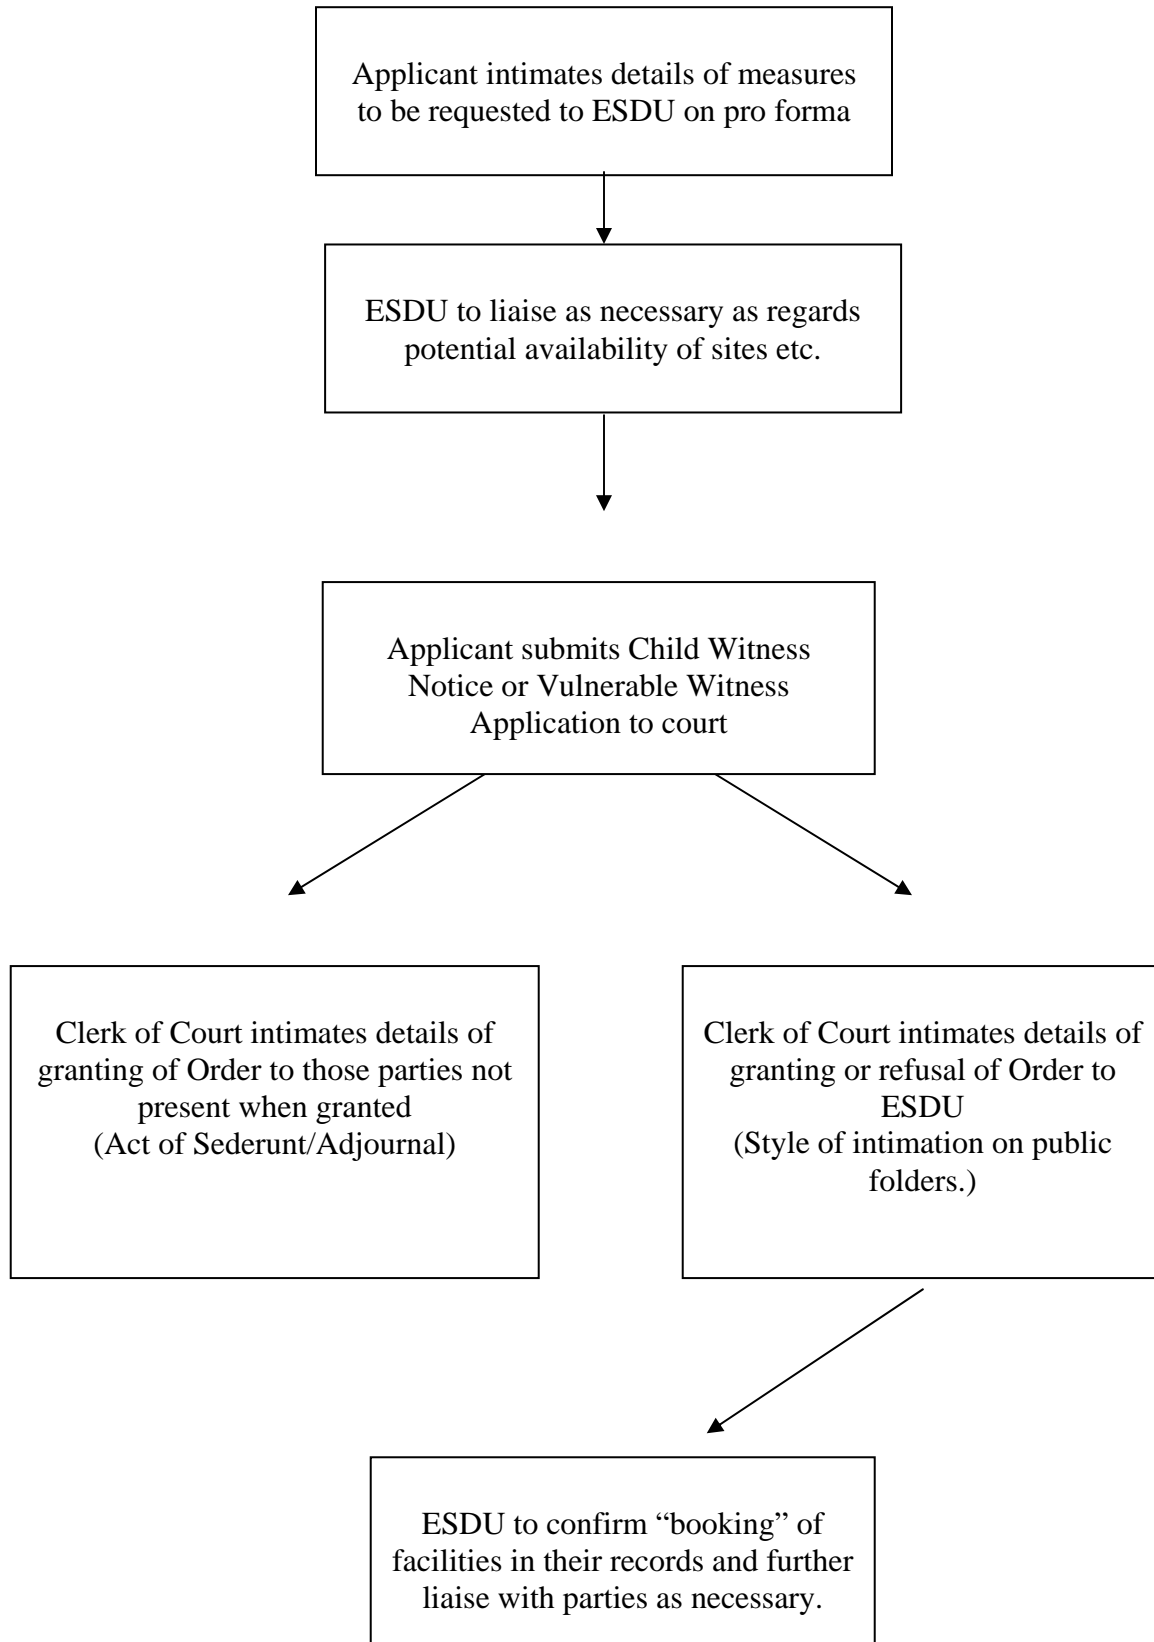 Applicant intimates details of measures
to be requested to ESDU on pro forma
ESDU to liaise as necessary as regards
potential availability of sites etc.
Applicant submits Child Witness
Notice or Vulnerable Witness
Application to court
Clerk of Court intimates details of
granting of Order to those parties not
present when granted
(Act of Sederunt/Adjournal)
Clerk of Court intimates details of
granting or refusal of Order to
ESDU
(Style of intimation on public
folders.)
ESDU to confirm “booking” of
facilities in their records and further
liaise with parties as necessary.